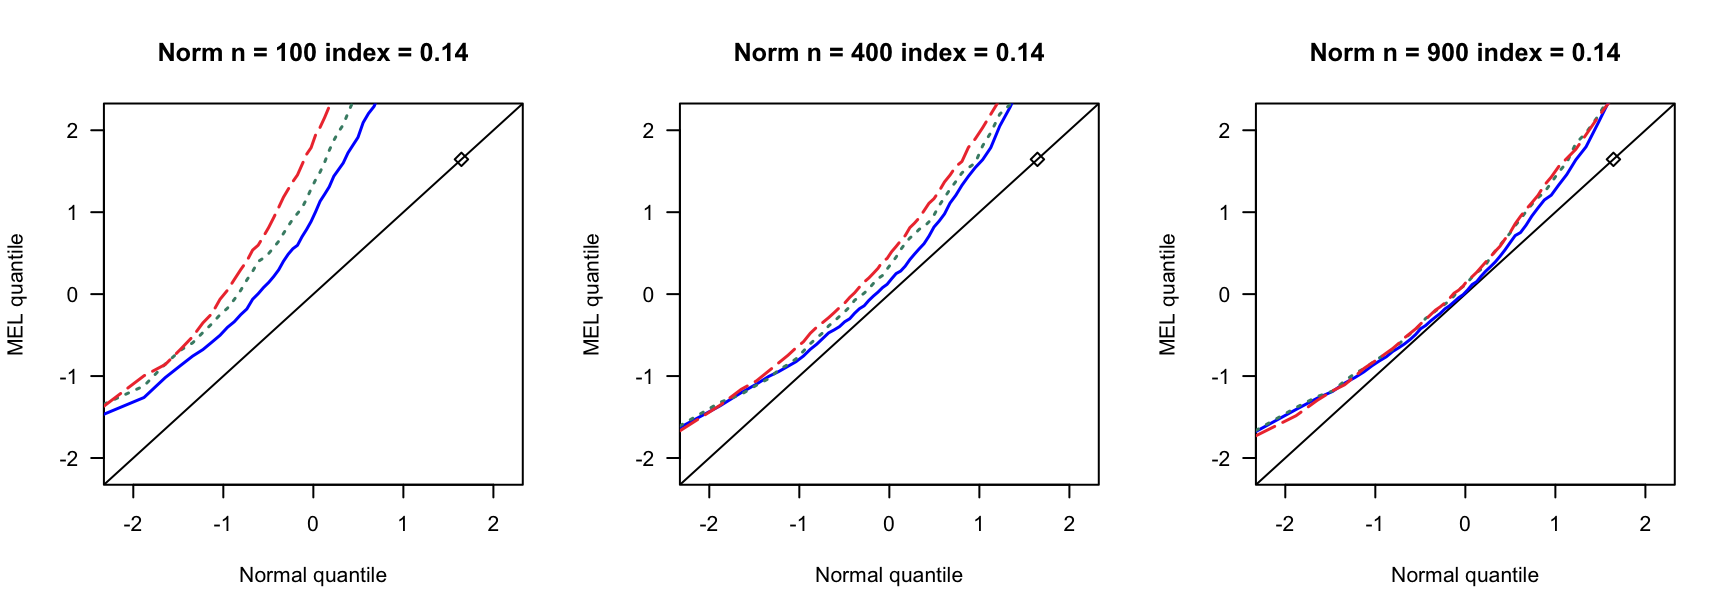 Norm n = 100 index = 0.14
MEL quantile
2
1
0
-1
-2
-2 -1 0 1 2
Normal quantile
Norm n = 400 index = 0.14
MEL quantile
2
1
0
-1
-2
-2 -1 0 1 2
Normal quantile
Norm n = 900 index = 0.14
MEL quantile
2
1
0
-1
-2
-2 -1 0 1 2
Normal quantile